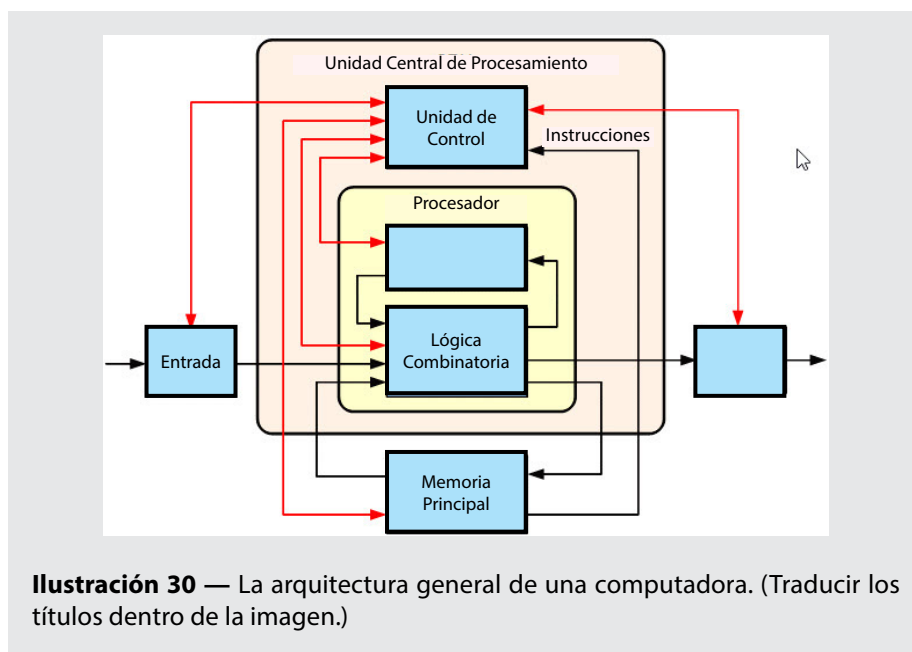 Unidad Central de Procesamiento
Unidad de
Control
Instrucciones
Procesador
Lógica
Combinatoria
Entrada
Memoria
Principal
Ilustración 30 — La arquitectura general de una computadora. (Traducir los
títulos dentro de la imagen.)